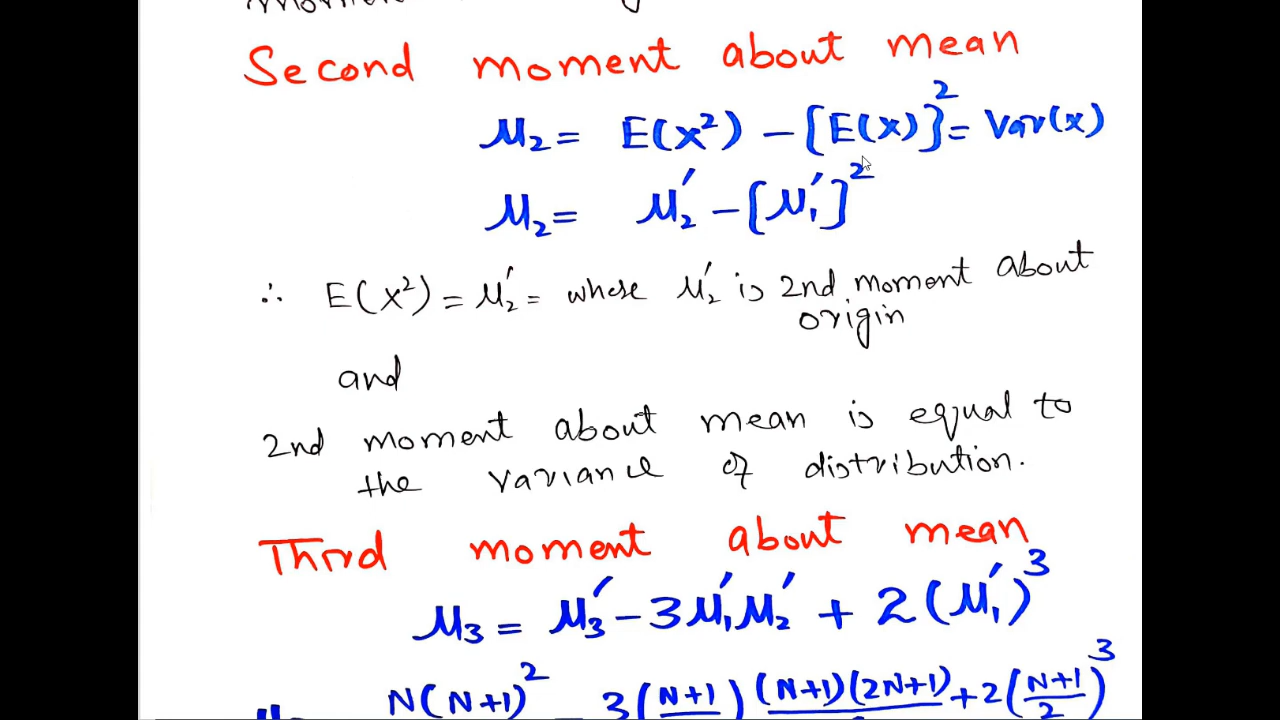 Second moment about mean
μ₂ = E(x²) − [E(x)]² = Var(x)
μ₂ = μ₂′ − [μ₁′]²
∴ E(x²) = μ₂′ = where μ₂′ is 2nd moment about
origin
and
2nd moment about mean is equal to
the variance of distribution.
Third moment about mean
μ₃ = μ₃′ − 3μ₁′μ₂′ + 2(μ₁′)³
N(N+1)² − 3(N+1/2) (N+1)(2N+1) + 2(N+1/2)³